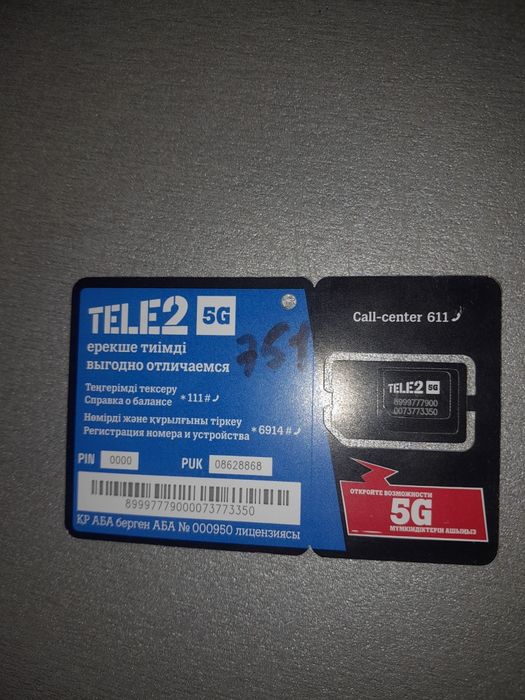 TELE2 5G
ерекше тиімді
выгодно отличаемся
751
Теңгерімді тексеру
Справка о балансе *111#
Нөмірді және құрылғыны тіркеу
Регистрация номера и устройства *6914#
PIN 0000 PUK 08628868
89997779000073773350
ҚР АБА берген АБА № 000950 лицензиясы
Call-center 611
TELE2 5G
8999777900
0073773350
ОТКРОЙТЕ ВОЗМОЖНОСТИ
5G
МҮМКІНДІКТЕРІН АШЫҢЫЗ